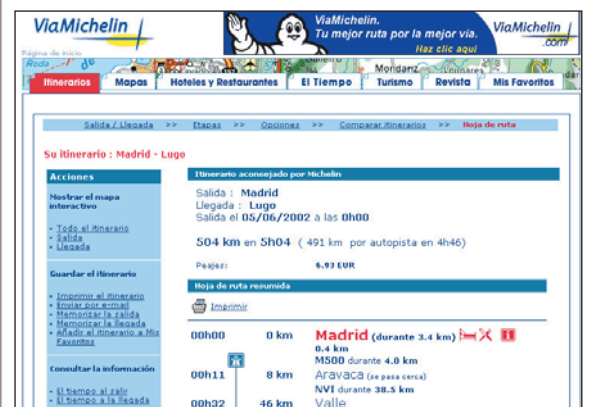 ViaMichelin
ViaMichelin.
Tu mejor ruta por la mejor vía.
Haz clic aquí
ViaMichelin
.com
Página de inicio
Roda
de
Mondariz
Itinerarios
Mapas
Hoteles y Restaurantes
El Tiempo
Turismo
Revista
Mis Favoritos
Salida / Llegada >> Etapas >> Opciones >> Comparar itinerarios >> Hoja de ruta
Su itinerario : Madrid - Lugo
Acciones
Mostrar el mapa
interactivo
Todo el itinerario
Salida
Llegada
Guardar el itinerario
Imprimir el itinerario
Enviar por e-mail
Memorizar la salida
Memorizar la llegada
Añadir el itinerario a Mis
Favoritos
Consultar la información
El tiempo al salir
El tiempo a la llegada
Itinerario aconsejado por Michelin
Salida : Madrid
Llegada : Lugo
Salida el 05/06/2002 a las 0h00
504 km en 5h04 ( 491 km por autopista en 4h46)
Peajes: 6.93 EUR
Hoja de ruta resumida
Imprimir
00h00 0 km Madrid (durante 3.4 km)
0.4 km
M500 durante 4.0 km
00h11 8 km Aravaca (se pasa cerca)
NVI durante 38.5 km
00h32 46 km Valle